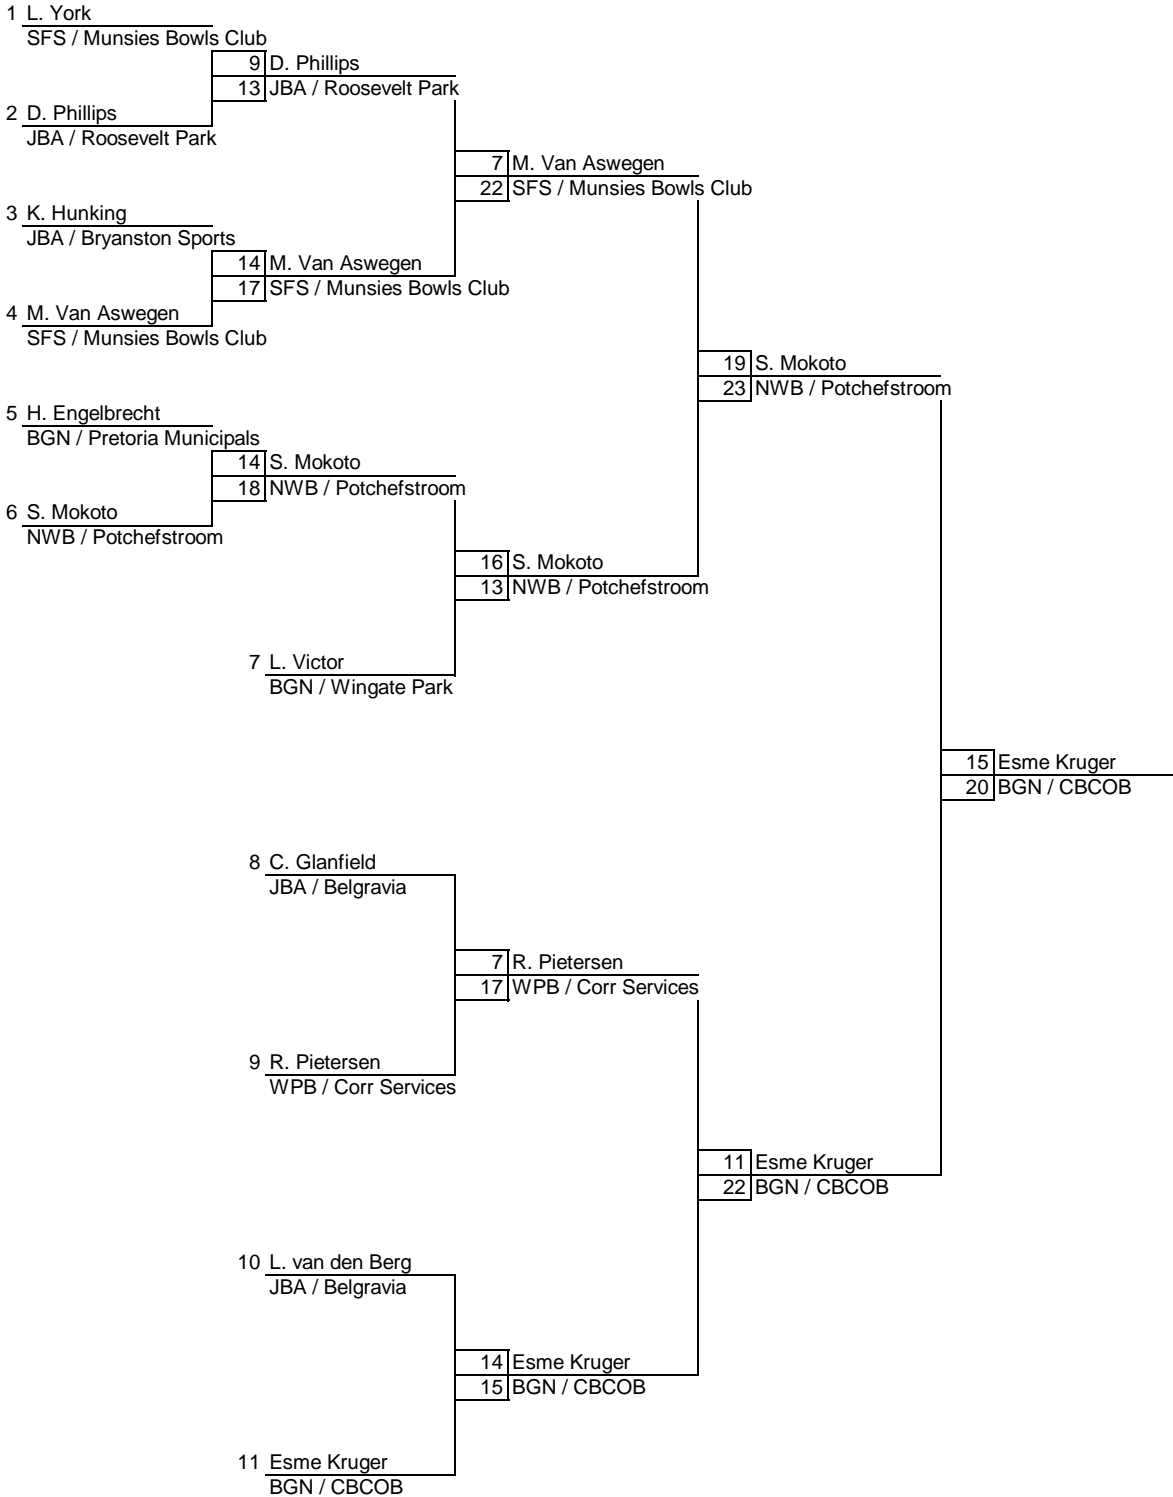 1 L. York
SFS / Munsies Bowls Club
9 D. Phillips
13 JBA / Roosevelt Park
2 D. Phillips
JBA / Roosevelt Park
7 M. Van Aswegen
22 SFS / Munsies Bowls Club
3 K. Hunking
JBA / Bryanston Sports
14 M. Van Aswegen
17 SFS / Munsies Bowls Club
4 M. Van Aswegen
SFS / Munsies Bowls Club
19 S. Mokoto
23 NWB / Potchefstroom
5 H. Engelbrecht
BGN / Pretoria Municipals
14 S. Mokoto
18 NWB / Potchefstroom
6 S. Mokoto
NWB / Potchefstroom
16 S. Mokoto
13 NWB / Potchefstroom
7 L. Victor
BGN / Wingate Park
15 Esme Kruger
20 BGN / CBCOB
8 C. Glanfield
JBA / Belgravia
7 R. Pietersen
17 WPB / Corr Services
9 R. Pietersen
WPB / Corr Services
11 Esme Kruger
22 BGN / CBCOB
10 L. van den Berg
JBA / Belgravia
14 Esme Kruger
15 BGN / CBCOB
11 Esme Kruger
BGN / CBCOB